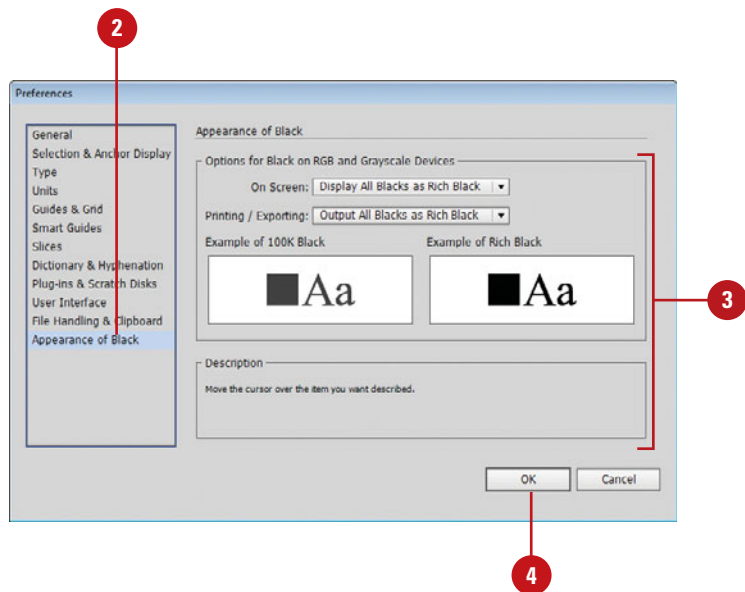 2
Preferences
General
Selection & Anchor Display
Type
Units
Guides & Grid
Smart Guides
Slices
Dictionary & Hyphenation
Plug-ins & Scratch Disks
User Interface
File Handling & Clipboard
Appearance of Black
Appearance of Black
Options for Black on RGB and Grayscale Devices
On Screen: Display All Blacks as Rich Black
Printing / Exporting: Output All Blacks as Rich Black
Example of 100K Black Example of Rich Black
Aa Aa
3
Description
Move the cursor over the item you want described.
OK Cancel
4